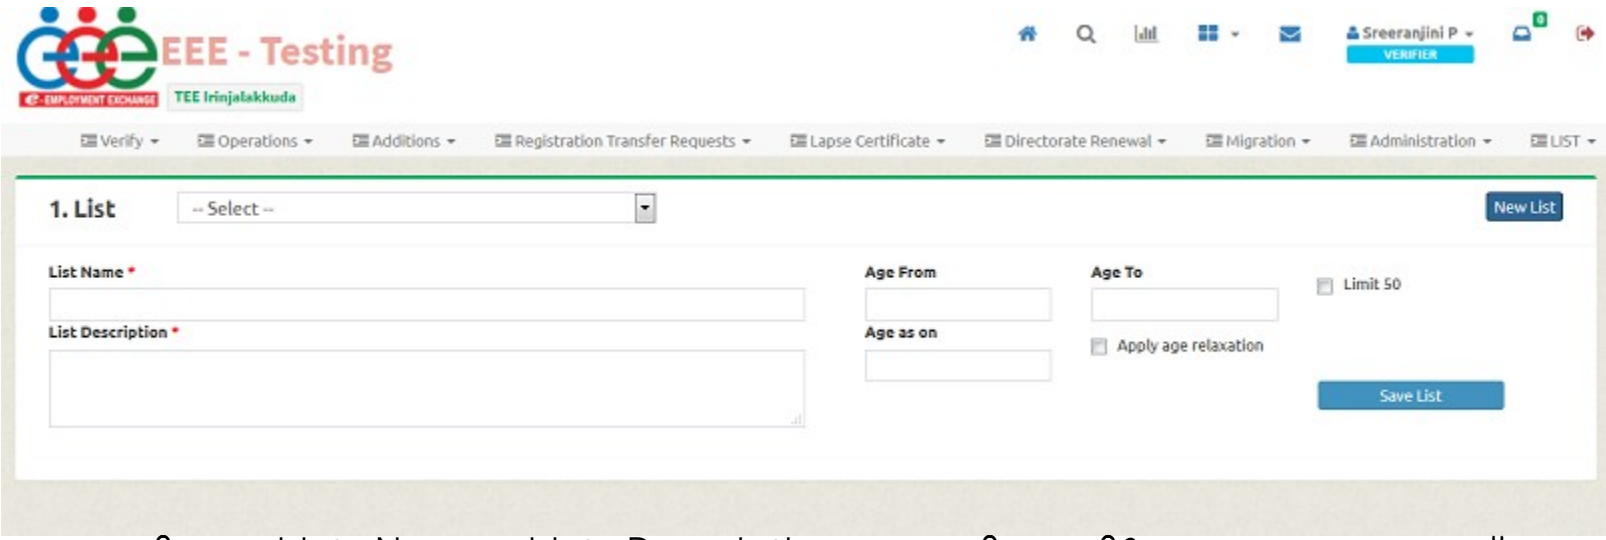 EEE - Testing
Sreeranjini P
0
VERIFIER
e-EMPLOYMENT EXCHANGE
TEE Irinjalakkuda
Verify Operations Additions Registration Transfer Requests Lapse Certificate Directorate Renewal Migration Administration LIST
1. List -- Select -- New List
List Name * Age From Age To Limit 50
List Description * Age as on Apply age relaxation
Save List